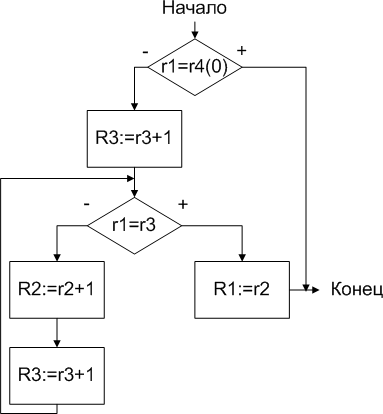 Начало
- +
r1=r4(0)
R3:=r3+1
- +
r1=r3
R2:=r2+1
R1:=r2
Конец
R3:=r3+1